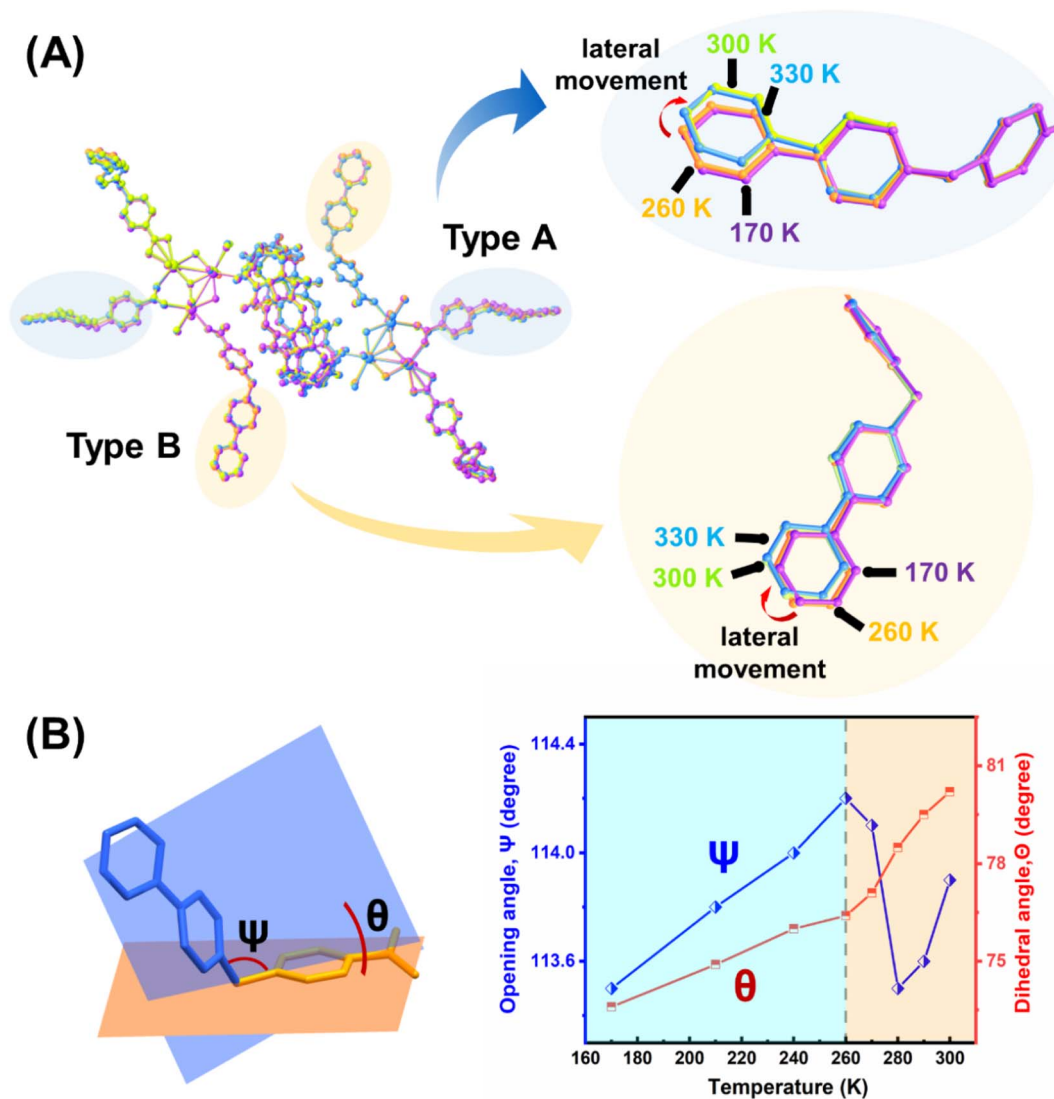 (A)
lateral
movement
300 K
330 K
260 K
170 K
Type A
Type B
330 K
300 K
170 K
260 K
lateral
movement
(B)
Ψ
θ
Opening angle, Ψ (degree)
114.4
114.0
113.6
Ψ
θ
81
78
75
Dihedral angle,Θ (degree)
160 180 200 220 240 260 280 300
Temperature (K)